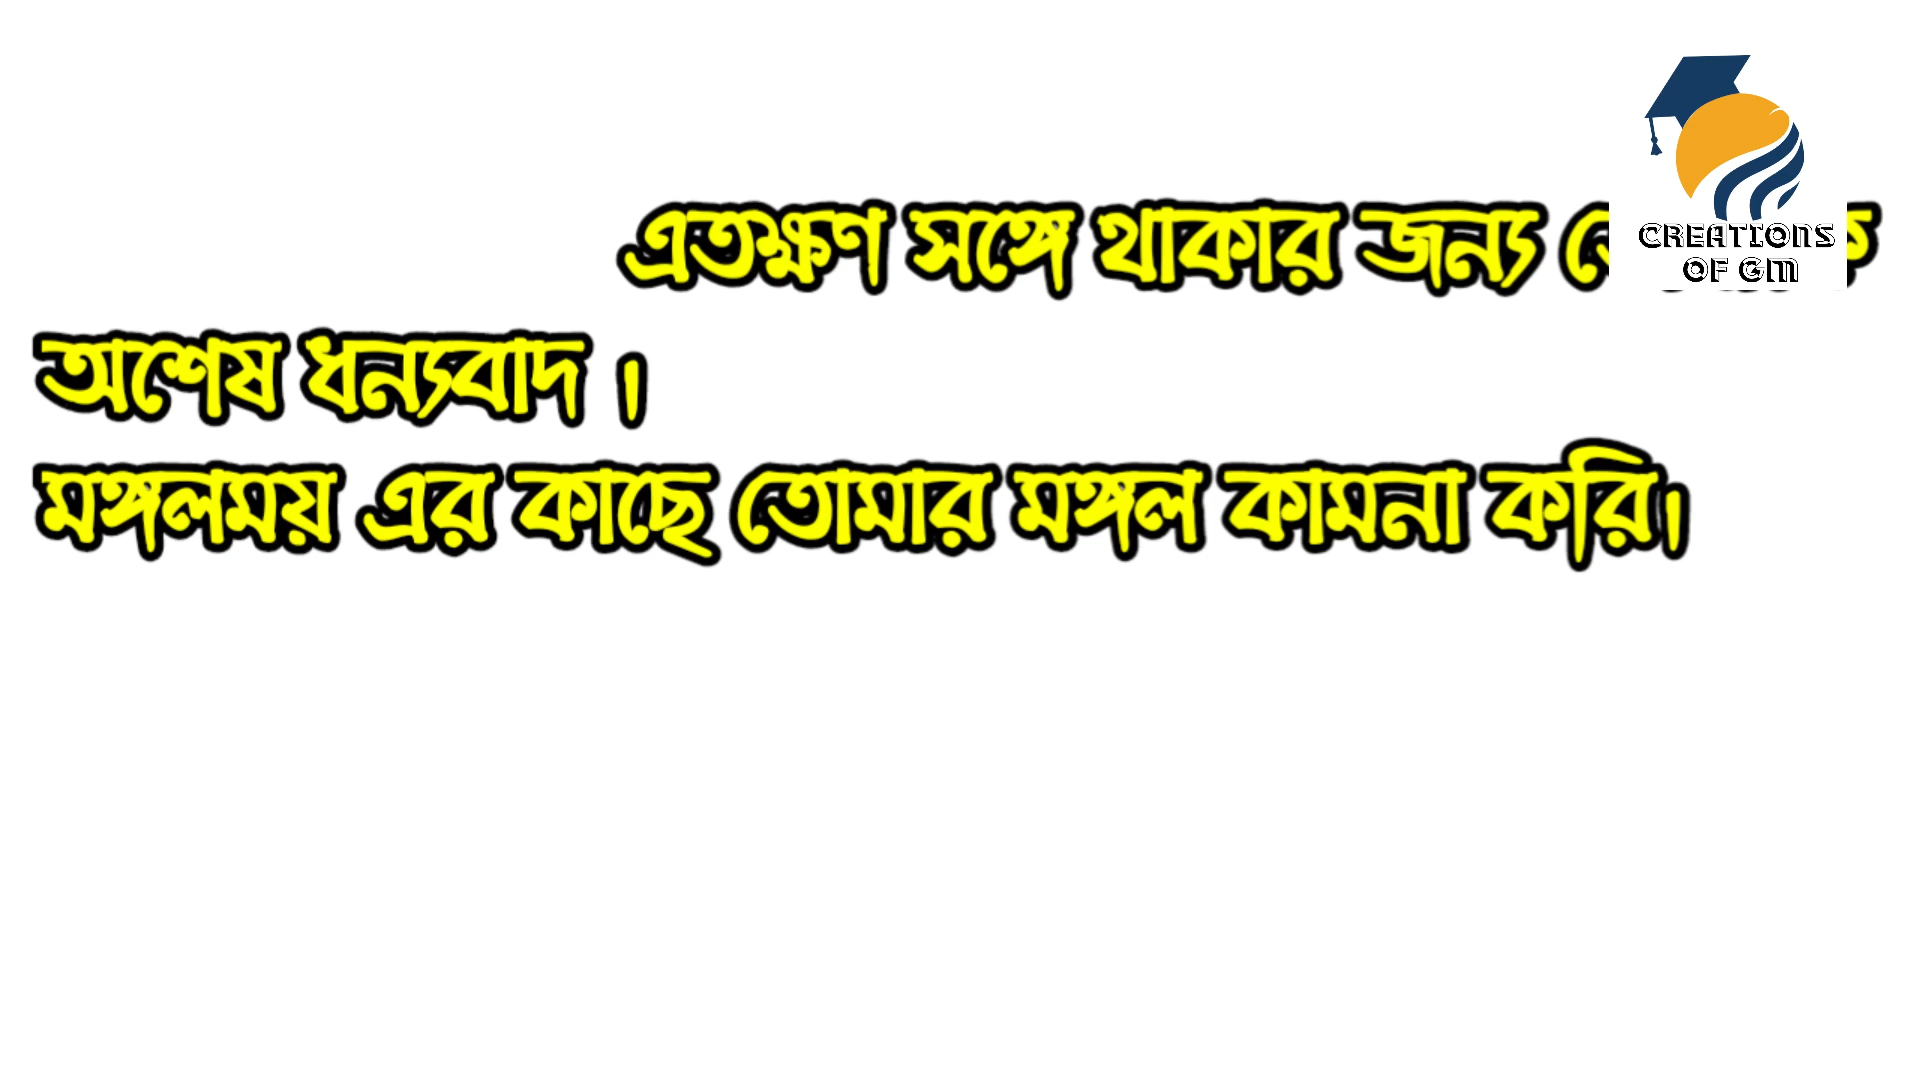 এতক্ষণ সঙ্গে থাকার জন্য
অশেষ ধন্যবাদ ।
মঙ্গলময় এর কাছে তোমার মঙ্গল কামনা করি।
CREATIONS
OF GM